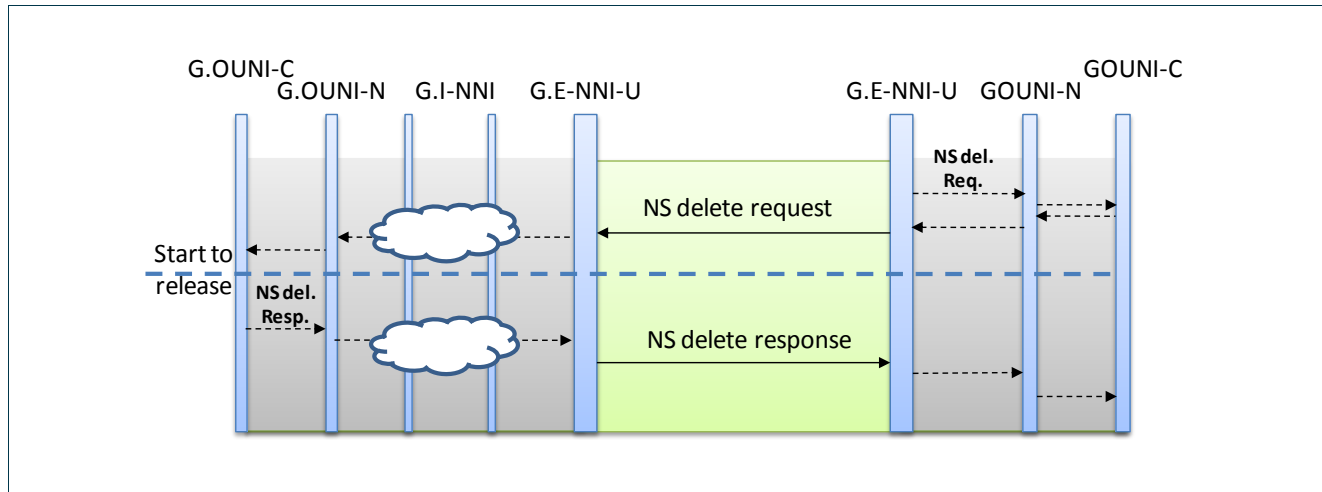 G.OUNI-C
GOUNI-C
G.OUNI-N
G.I-NNI
G.E-NNI-U
G.E-NNI-U
GOUNI-N
NS del.
Req.
NS delete request
Start to
release
NS del.
Resp.
NS delete response